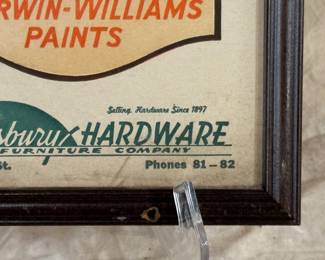 RWIN-WILLIAMS
PAINTS
Selling Hardware Since 1897
sbury HARDWARE
FURNITURE COMPANY
St. Phones 81-82